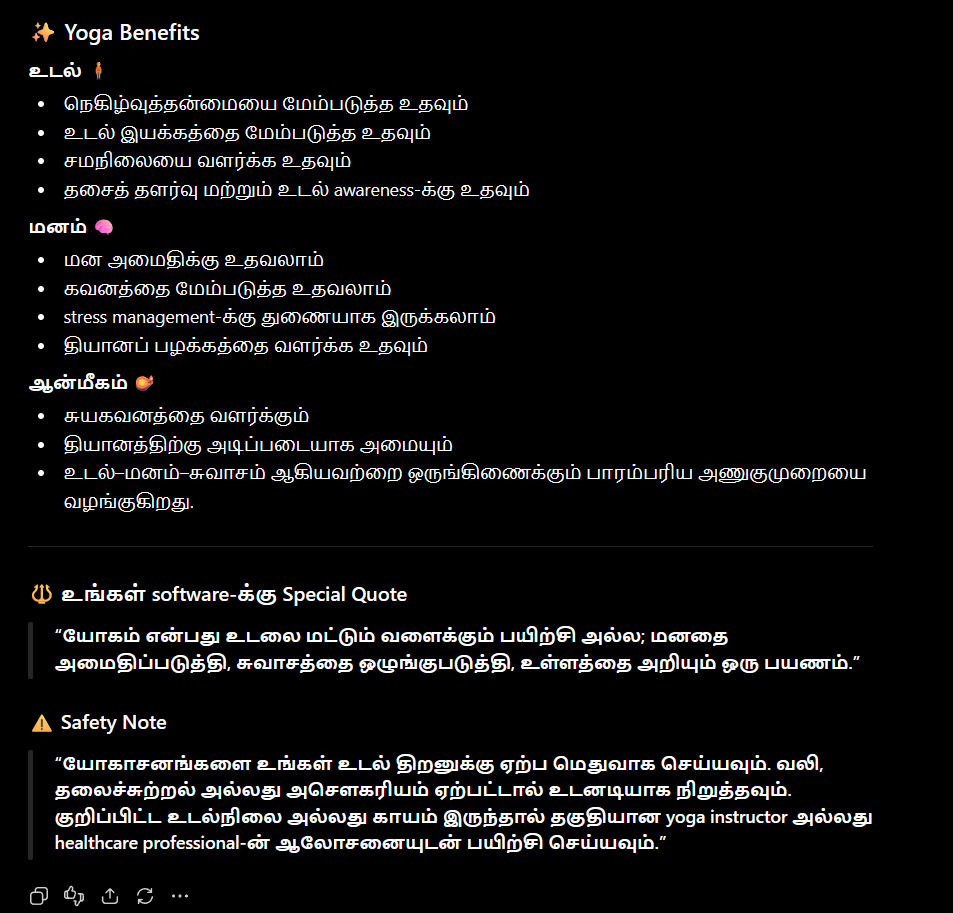 ✨ Yoga Benefits
உடல் 🧍
• நெகிழ்வுத்தன்மையை மேம்படுத்த உதவும்
• உடல் இயக்கத்தை மேம்படுத்த உதவும்
• சமநிலையை வளர்க்க உதவும்
• தசைத் தளர்வு மற்றும் உடல் awareness-க்கு உதவும்
மனம் 🧠
• மன அமைதிக்கு உதவலாம்
• கவனத்தை மேம்படுத்த உதவலாம்
• stress management-க்கு துணையாக இருக்கலாம்
• தியானப் பழக்கத்தை வளர்க்க உதவும்
ஆன்மீகம் 🪔
• சுயகவனத்தை வளர்க்கும்
• தியானத்திற்கு அடிப்படையாக அமையும்
• உடல்–மனம்–சுவாசம் ஆகியவற்றை ஒருங்கிணைக்கும் பாரம்பரிய அணுகுமுறையை
வழங்குகிறது.
🔱 உங்கள் software-க்கு Special Quote
“யோகம் என்பது உடலை மட்டும் வளைக்கும் பயிற்சி அல்ல; மனதை
அமைதிப்படுத்தி, சுவாசத்தை ஒழுங்குபடுத்தி, உள்ளத்தை அறியும் ஒரு பயணம்.”
⚠️ Safety Note
“யோகாசனங்களை உங்கள் உடல் திறனுக்கு ஏற்ப மெதுவாக செய்யவும். வலி,
தலைச்சுற்றல் அல்லது அசௌகரியம் ஏற்பட்டால் உடனடியாக நிறுத்தவும்.
குறிப்பிட்ட உடல்நிலை அல்லது காயம் இருந்தால் தகுதியான yoga instructor அல்லது
healthcare professional-ன் ஆலோசனையுடன் பயிற்சி செய்யவும்.”